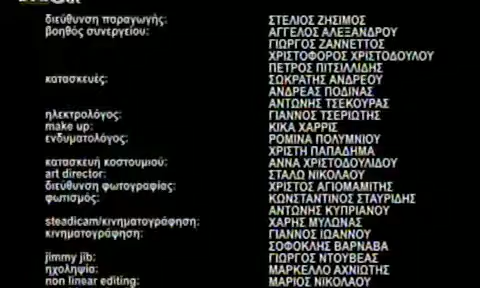 διεύθυνση παραγωγής: ΣΤΕΛΙΟΣ ΖΗΣΙΜΟΣ
βοηθός συνεργείου: ΑΓΓΕΛΟΣ ΑΛΕΞΑΝΔΡΟΥ
ΓΙΩΡΓΟΣ ΖΑΝΝΕΤΤΟΣ
ΧΡΙΣΤΟΦΟΡΟΣ ΧΡΙΣΤΟΔΟΥΛΟΥ
ΠΕΤΡΟΣ ΠΙΤΣΙΛΛΙΔΗΣ
κατασκευές: ΣΩΚΡΑΤΗΣ ΑΝΔΡΕΟΥ
ΑΝΔΡΕΑΣ ΠΟΔΙΝΑΣ
ΑΝΤΩΝΗΣ ΤΣΕΚΟΥΡΑΣ
ηλεκτρολόγος: ΓΙΑΝΝΟΣ ΤΣΕΡΙΩΤΗΣ
make up: ΚΙΚΑ ΧΑΡΡΙΣ
ενδυματολόγος: ΡΟΜΙΝΑ ΠΟΛΥΜΝΙΟΥ
ΧΡΙΣΤΗ ΠΑΠΑΔΗΜΑ
κατασκευή κοστουμιού: ΑΝΝΑ ΧΡΙΣΤΟΔΟΥΛΙΔΟΥ
art director: ΣΤΑΛΩ ΝΙΚΟΛΑΟΥ
διεύθυνση φωτογραφίας: ΧΡΙΣΤΟΣ ΑΓΙΟΜΑΜΙΤΗΣ
φωτισμός: ΚΩΝΣΤΑΝΤΙΝΟΣ ΣΤΑΥΡΙΔΗΣ
ΑΝΤΩΝΗΣ ΚΥΠΡΙΑΝΟΥ
steadicam/κινηματογράφηση: ΧΑΡΗΣ ΜΥΛΩΝΑΣ
κινηματογράφηση: ΓΙΑΝΝΟΣ ΙΩΑΝΝΟΥ
ΣΟΦΟΚΛΗΣ ΒΑΡΝΑΒΑ
jimmy jib: ΓΙΩΡΓΟΣ ΝΤΟΥΒΕΑΣ
ηχοληψία: ΜΑΡΚΕΛΛΟ ΑΧΝΙΩΤΗΣ
non linear editing: ΜΑΡΙΟΣ ΝΙΚΟΛΑΟΥ